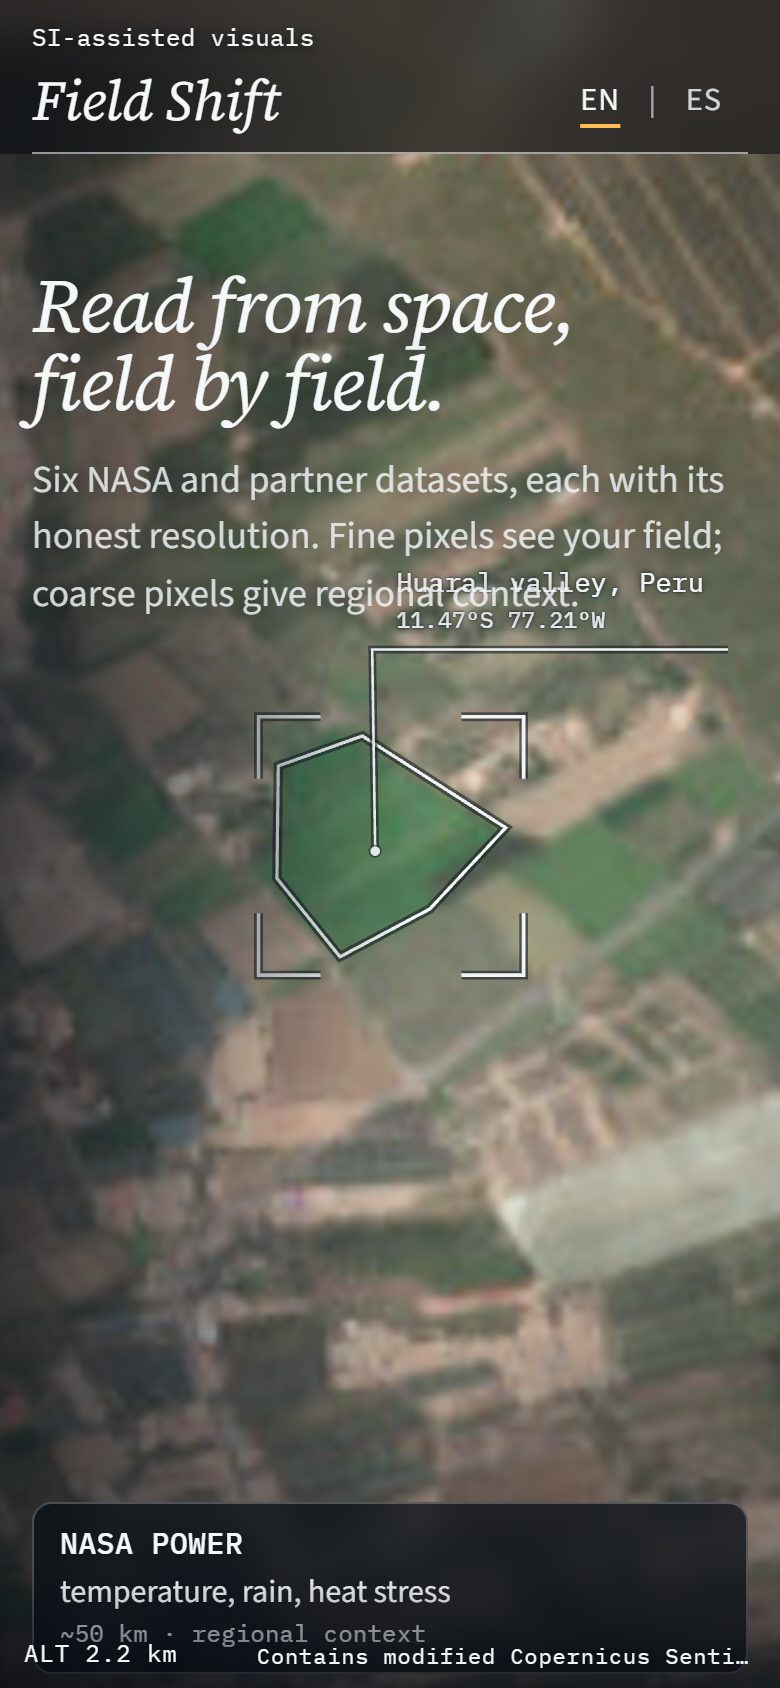 SI-assisted visuals
Field Shift
EN | ES
Read from space,
field by field.
Six NASA and partner datasets, each with its
honest resolution. Fine pixels see your field;
coarse pixels give regional context.
Huaral valley, Peru
11.47°S 77.21°W
NASA POWER
temperature, rain, heat stress
~50 km · regional context
ALT 2.2 km
Contains modified Copernicus Senti…